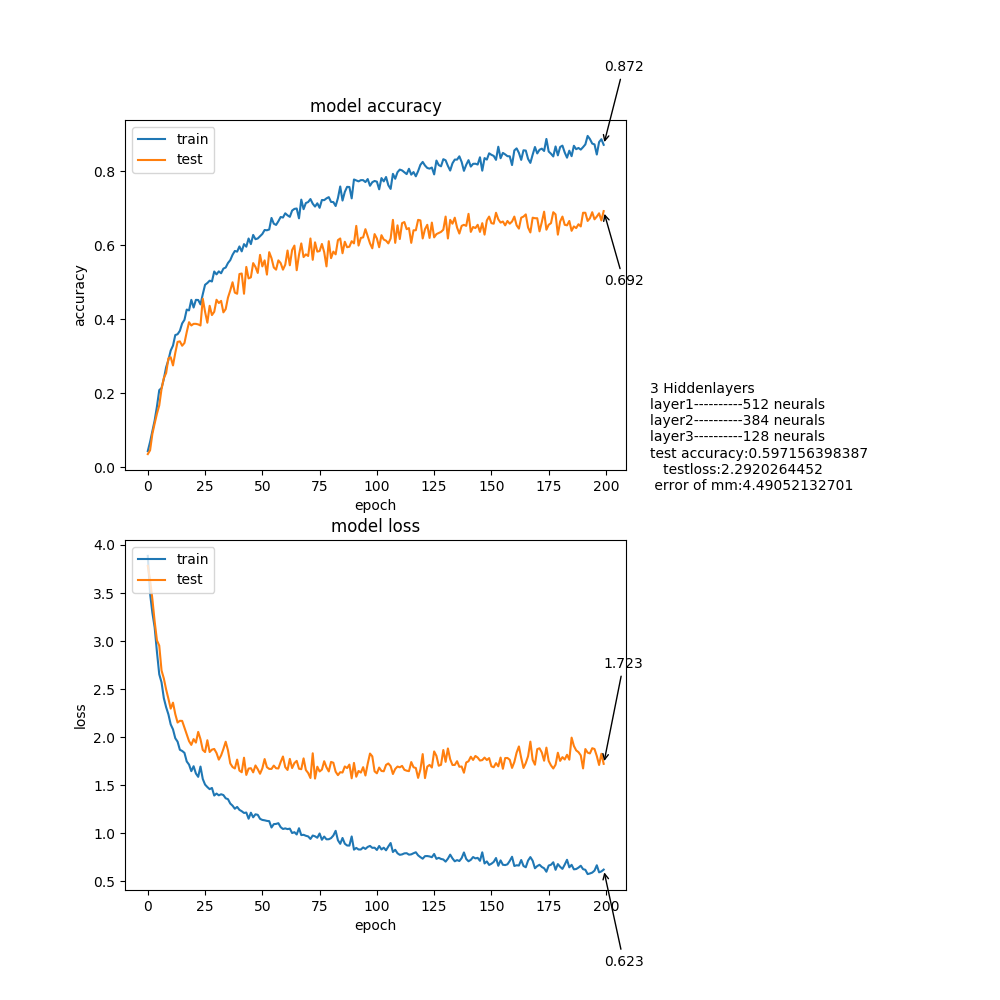 0.872
model accuracy
train
test
0.8
0.6
0.4
0.2
0.0
accuracy
0 25 50 75 100 125 150 175 200
epoch
0.692
3 Hiddenlayers
layer1----------512 neurals
layer2----------384 neurals
layer3----------128 neurals
test accuracy:0.597156398387
testloss:2.2920264452
error of mm:4.49052132701
model loss
train
test
4.0
3.5
3.0
2.5
2.0
1.5
1.0
0.5
loss
0 25 50 75 100 125 150 175 200
epoch
1.723
0.623